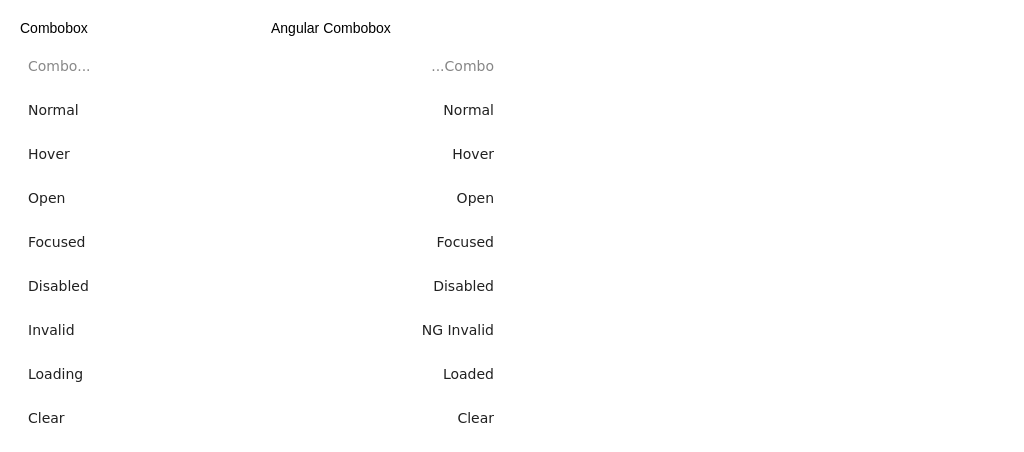 Combobox Angular Combobox
Combo... ...Combo
Normal Normal
Hover Hover
Open Open
Focused Focused
Disabled Disabled
Invalid NG Invalid
Loading Loaded
Clear Clear